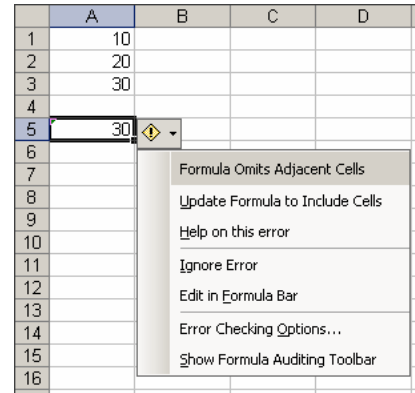 A B C D
1 10
2 20
3 30
4
5 30
6
7 Formula Omits Adjacent Cells
8 Update Formula to Include Cells
9
10 Help on this error
11 Ignore Error
12
13 Edit in Formula Bar
14 Error Checking Options...
15 Show Formula Auditing Toolbar
16